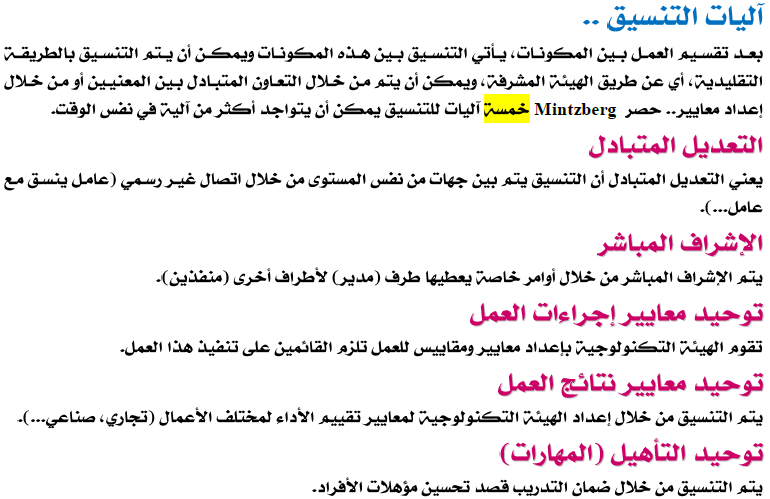 آليات التنسيق ..
بعد تقسيم العمل بين المكونات، يأتي التنسيق بين هذه المكونات ويمكن أن يتم التنسيق بالطريقة
التقليدية، أي عن طريق الهيئة المشرفة، ويمكن أن يتم من خلال التعاون المتبادل بين المعنيين أو من خلال
إعداد معايير.. حصر Mintzberg خمسة آليات للتنسيق يمكن أن يتواجد أكثر من آلية في نفس الوقت.
التعديل المتبادل
يعني التعديل المتبادل أن التنسيق يتم بين جهات من نفس المستوى من خلال اتصال غير رسمي (عامل ينسق مع
عامل...).
الإشراف المباشر
يتم الإشراف المباشر من خلال أوامر خاصة يعطيها طرف (مدير) لأطراف أخرى (منفذين).
توحيد معايير إجراءات العمل
تقوم الهيئة التكنولوجية بإعداد معايير ومقاييس للعمل تلزم القائمين على تنفيذ هذا العمل.
توحيد معايير نتائج العمل
يتم التنسيق من خلال إعداد الهيئة التكنولوجية لمعايير تقييم الأداء لمختلف الأعمال (تجاري، صناعي...).
توحيد التأهيل (المهارات)
يتم التنسيق من خلال ضمان التدريب قصد تحسين مؤهلات الأفراد.